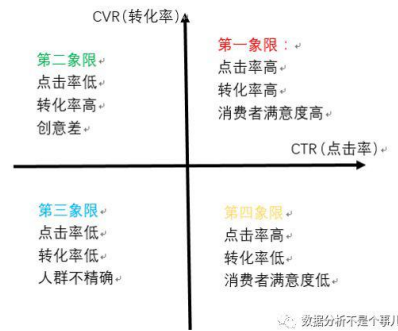 CVR(转化率)
第二象限
点击率低
转化率高
创意差
第一象限：
点击率高
转化率高
消费者满意度高
CTR(点击率)
第三象限
点击率低
转化率低
人群不精确
第四象限
点击率高
转化率低
消费者满意度低
数据分析不是个事儿